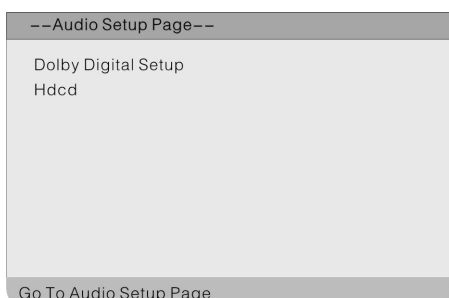 --Audio Setup Page--
Dolby Digital Setup
Hdcd
Go To Audio Setup Page